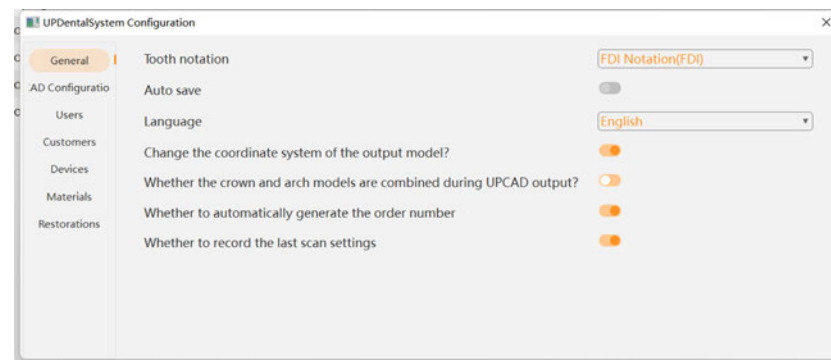 UPDentalSystem Configuration
General
AD Configuratio
Users
Customers
Devices
Materials
Restorations
Tooth notation FDI Notation(FDI)
Auto save
Language English
Change the coordinate system of the output model?
Whether the crown and arch models are combined during UPCAD output?
Whether to automatically generate the order number
Whether to record the last scan settings